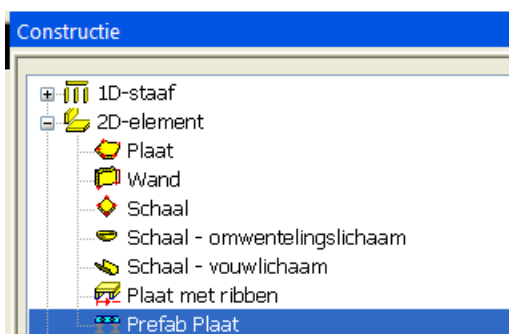 Constructie
1D-staaf
2D-element
Plaat
Wand
Schaal
Schaal - omwentelingslichaam
Schaal - vouwlichaam
Plaat met ribben
Prefab Plaat